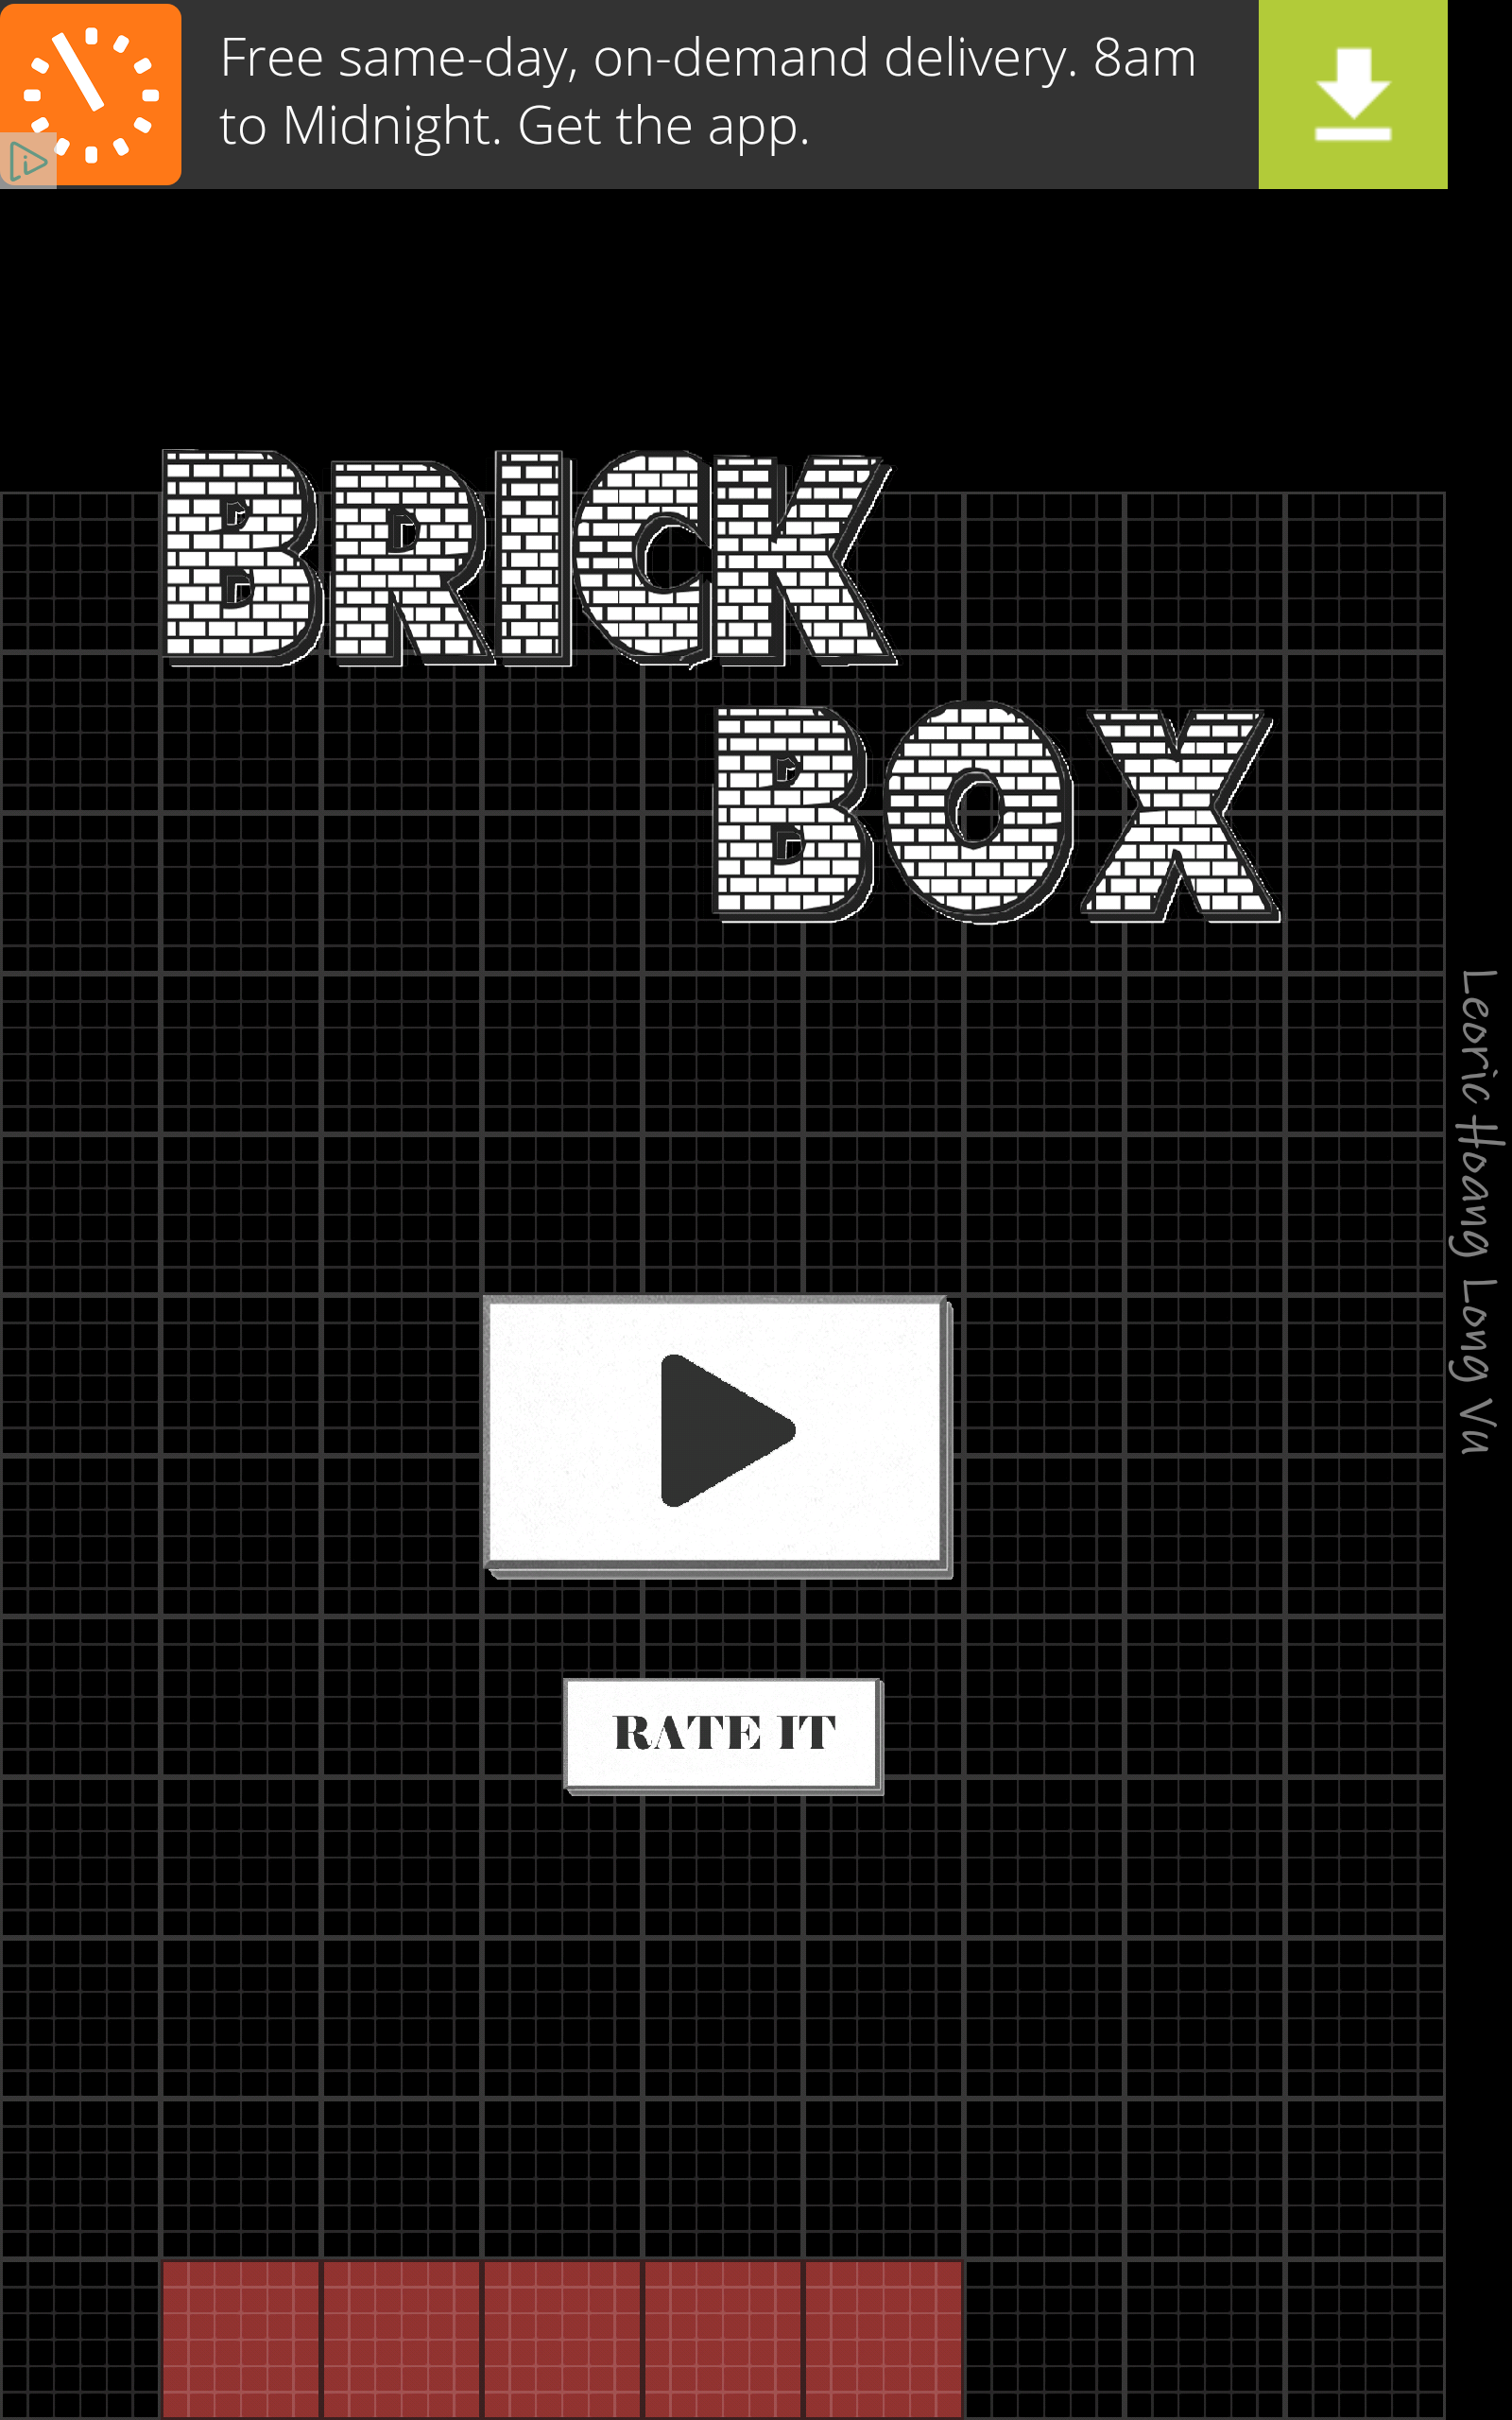 Free same-day, on-demand delivery. 8am
to Midnight. Get the app.
BRICK
BOX
Leoric Hoang Long Vu
RATE IT